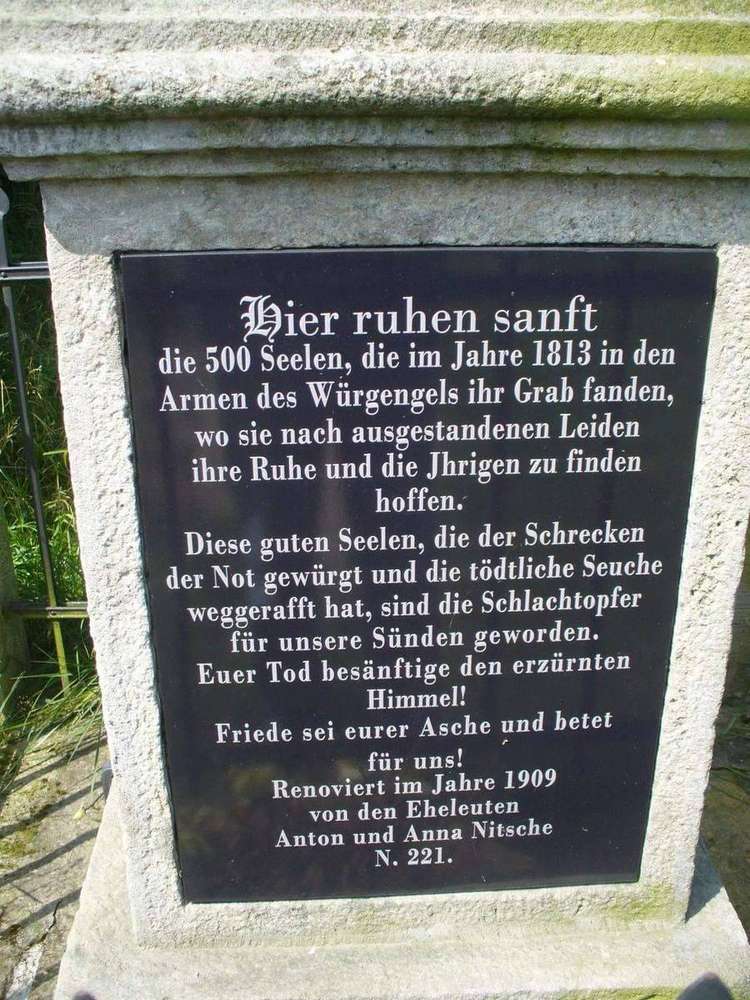 Hier ruhen sanft
die 500 Seelen, die im Jahre 1813 in den
Armen des Würgengels ihr Grab fanden,
wo sie nach ausgestandenen Leiden
ihre Ruhe und die Jhrigen zu finden
hoffen.
Diese guten Seelen, die der Schrecken
der Not gewürgt und die tödtliche Seuche
weggerafft hat, sind die Schlachtopfer
für unsere Sünden geworden.
Euer Tod besänftige den erzürnten
Himmel!
Friede sei eurer Asche und betet
für uns!
Renoviert im Jahre 1909
von den Eheleuten
Anton und Anna Nitsche
N. 221.